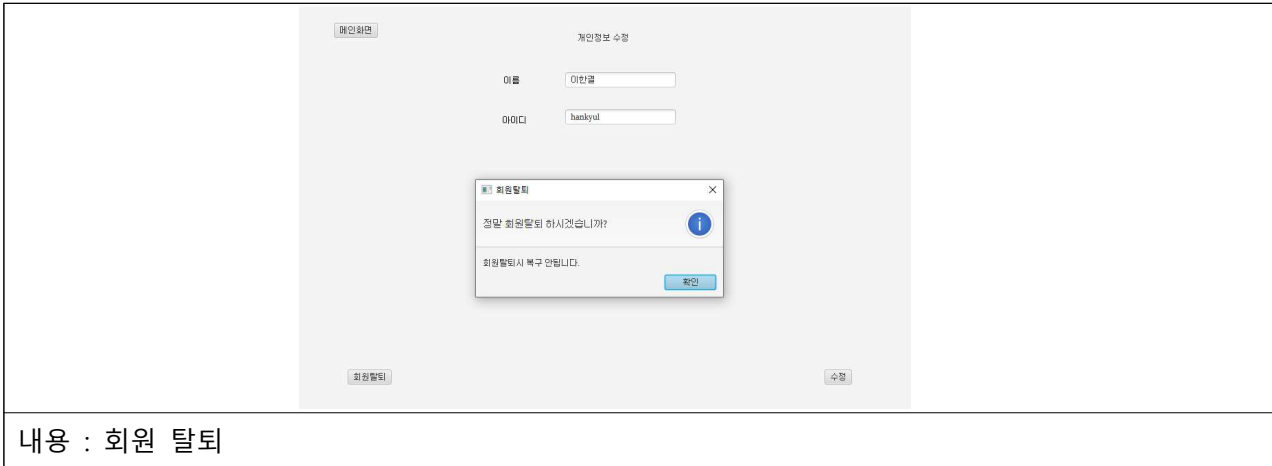 메인화면
개인정보 수정
이름 이한결
아이디 hankyul
회원탈퇴
정말 회원탈퇴 하시겠습니까?
회원탈퇴시 복구 안됩니다.
확인
회원탈퇴 수정
내용 : 회원 탈퇴